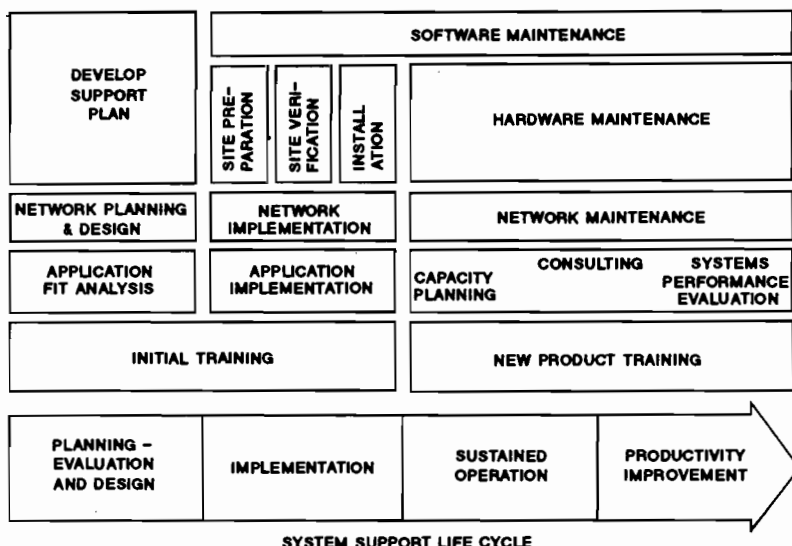 SOFTWARE MAINTENANCE
DEVELOP
SUPPORT
PLAN
SITE PRE-
PARATION
SITE VERI-
FICATION
INSTALL
ATION
HARDWARE MAINTENANCE
NETWORK PLANNING
& DESIGN
NETWORK
IMPLEMENTATION
NETWORK MAINTENANCE
APPLICATION
FIT ANALYSIS
APPLICATION
IMPLEMENTATION
CAPACITY
PLANNING
CONSULTING
SYSTEMS
PERFORMANCE
EVALUATION
INITIAL TRAINING
NEW PRODUCT TRAINING
PLANNING -
EVALUATION
AND DESIGN
IMPLEMENTATION
SUSTAINED
OPERATION
PRODUCTIVITY
IMPROVEMENT
SYSTEM SUPPORT LIFE CYCLE